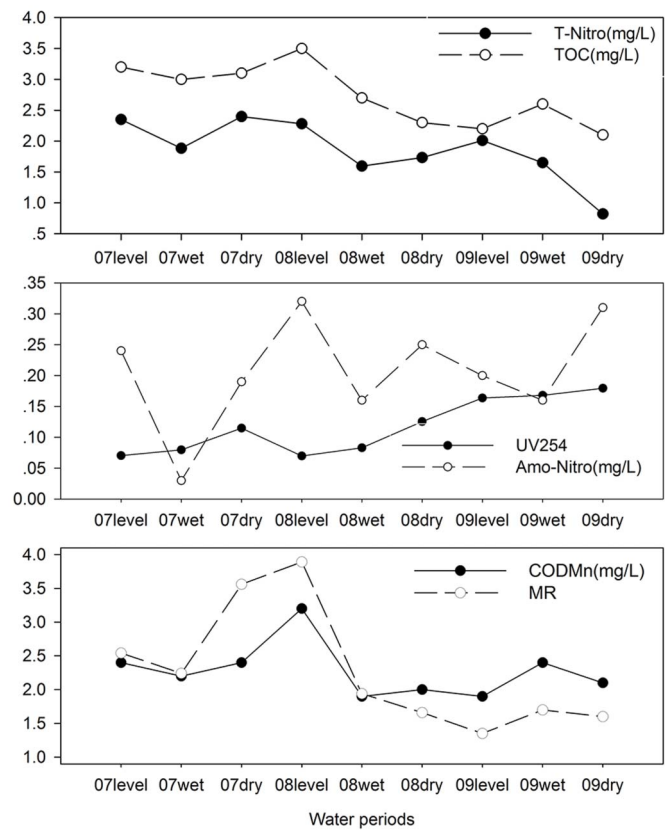 4.0
T-Nitro(mg/L)
3.5
TOC(mg/L)
3.0
2.5
2.0
1.5
1.0
.5
07level 07wet 07dry 08level 08wet 08dry 09level 09wet 09dry
.35
.30
.25
.20
.15
.10
UV254
.05
Amo-Nitro(mg/L)
0.00
07level 07wet 07dry 08level 08wet 08dry 09level 09wet 09dry
4.0
CODMn(mg/L)
3.5
MR
3.0
2.5
2.0
1.5
1.0
07level 07wet 07dry 08level 08wet 08dry 09level 09wet 09dry
Water periods